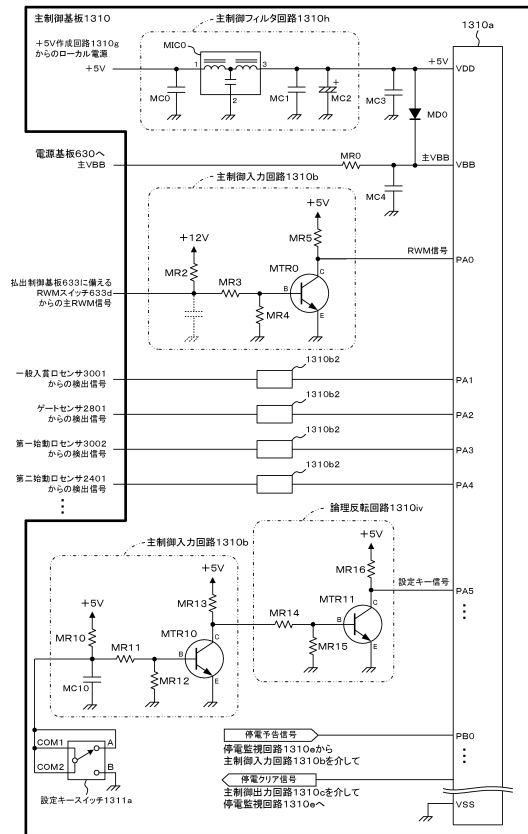 主制御基板1310
主制御フィルタ回路1310h
1310a
+5V作成回路1310g
からのローカル電源
MIC0
+5V
1
3
+5V
VDD
MC0
2
MC1
+
MC2
MC3
MD0
電源基板630へ
主VBB
MR0
主VBB
VBB
主制御入力回路1310b
MC4
+5V
MR5
+12V
RWM信号
PA0
MR2
MTR0
C
払出制御基板633に備える
RWMスイッチ633d
からの主RWM信号
MR3
B
MR4
E
一般入賞口センサ3001
からの検出信号
1310b2
PA1
ゲートセンサ2801
からの検出信号
1310b2
PA2
第一始動口センサ3002
からの検出信号
1310b2
PA3
第二始動口センサ2401
からの検出信号
1310b2
PA4
論理反転回路1310iv
主制御入力回路1310b
+5V
MR16
+5V
設定キー信号
PA5
MR13
MTR11
C
+5V
MR14
B
MR10
MTR10
C
MR11
B
MR15
E
MC10
MR12
E
停電予告信号
PB0
COM1
A
停電監視回路1310eから
主制御入力回路1310bを介して
COM2
B
停電クリア信号
主制御出力回路1310cを介して
停電監視回路1310eへ
設定キースイッチ1311a
VSS